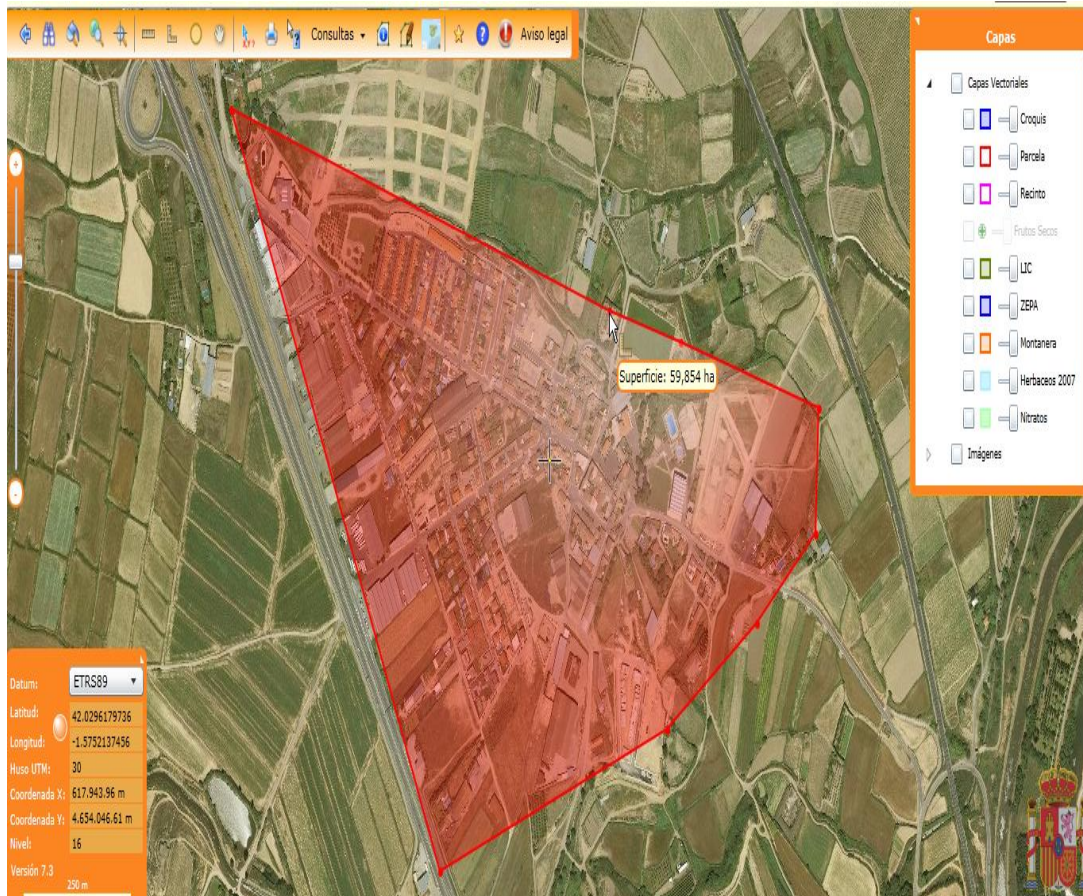 Consultas
Aviso legal
Capas
Capas Vectoriales
Croquis
Parcela
Recinto
Frutos Secos
LIC
ZEPA
Montanera
Herbaceos 2007
Nitratos
Imágenes
Superficie: 59,854 ha
Datum: ETRS89
Latitud: 42.0296179736
Longitud: -1.5752137456
Huso UTM: 30
Coordenada X: 617.943.96 m
Coordenada Y: 4.654.046.61 m
Nivel: 16
Versión 7.3
250 m